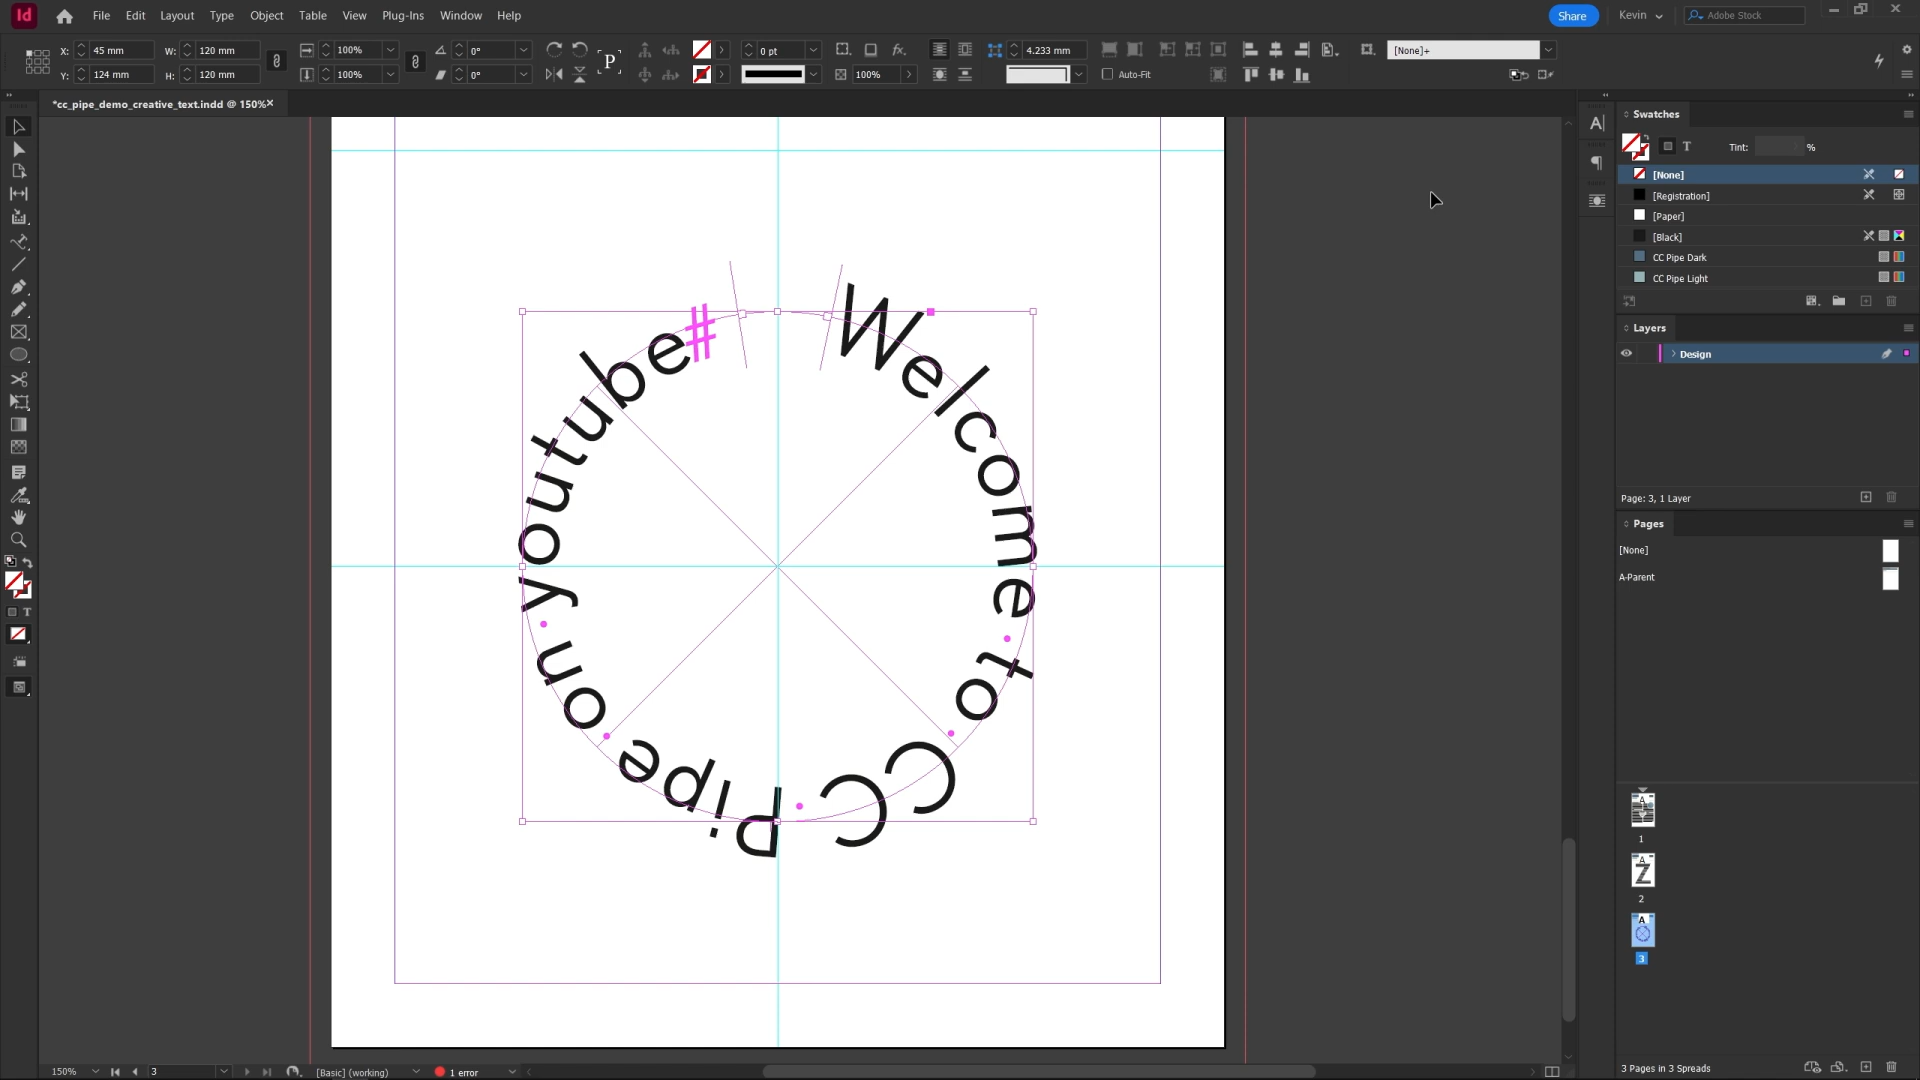 Id
File Edit Layout Type Object Table View Plug-Ins Window Help
Share
Kevin
Adobe Stock
X: 45 mm W: 120 mm 100% 0° P 0 pt fx. 4.233 mm [None]+
Y: 124 mm H: 120 mm 100% 0° 100% Auto-Fit
*cc_pipe_demo_creative_text.indd @ 150%
Welcome to CC Pipe on youtube#
Swatches
T Tint: %
[None]
[Registration]
[Paper]
[Black]
CC Pipe Dark
CC Pipe Light
Layers
Design
Page: 3, 1 Layer
Pages
[None]
A-Parent
A
1
A
Z
2
A
3
3 Pages in 3 Spreads
150% 3 [Basic] (working) 1 error